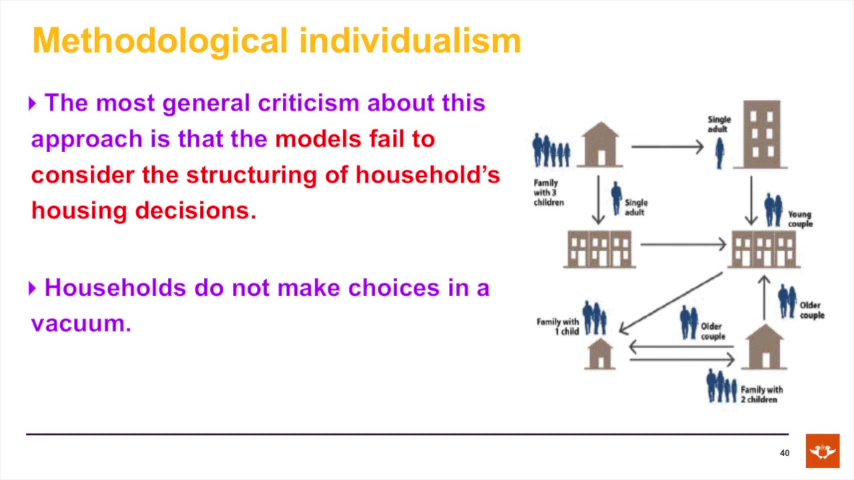 Methodological individualism
The most general criticism about this
approach is that the models fail to
consider the structuring of household's
housing decisions.
Households do not make choices in a
vacuum.
Single
adult
Family
with 3
children
Single
adult
Young
couple
Older
couple
Family with
1 child
Older
couple
Family with
2 children
40